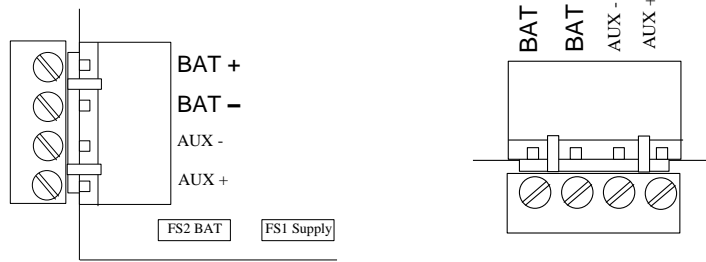 BAT +
BAT –
AUX -
AUX +
FS2 BAT
FS1 Supply
BAT
BAT
AUX -
AUX +